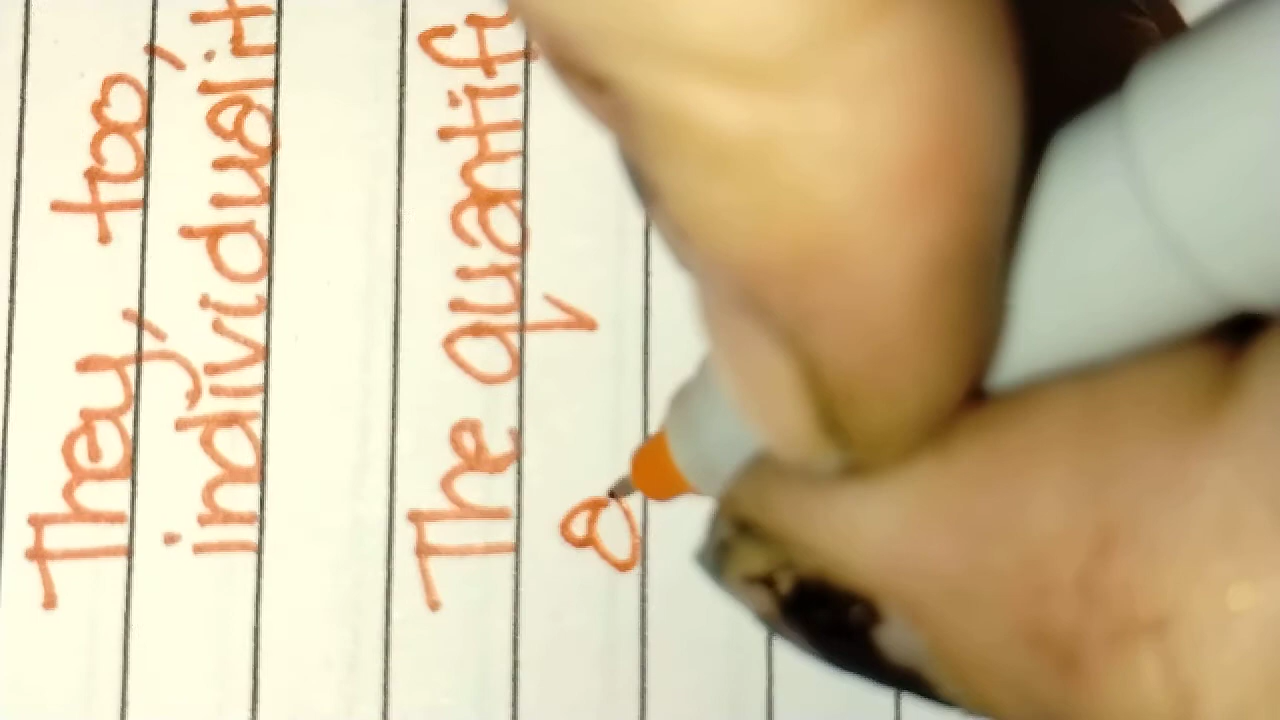 They, too,
individualit
The quantif
a